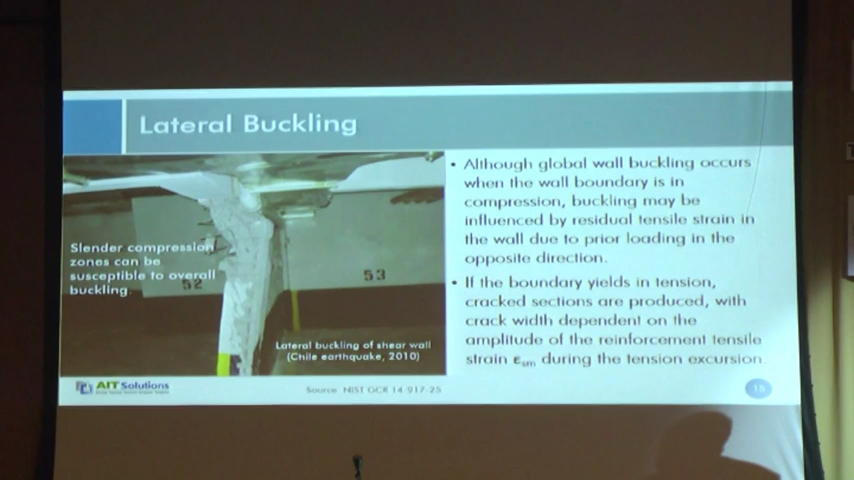 Lateral Buckling
Slender compression
zones can be
susceptible to overall
buckling.
52
53
Lateral buckling of shear wall
(Chile earthquake, 2010)
• Although global wall buckling occurs
when the wall boundary is in
compression, buckling may be
influenced by residual tensile strain in
the wall due to prior loading in the
opposite direction.
• If the boundary yields in tension,
cracked sections are produced, with
crack width dependent on the
amplitude of the reinforcement tensile
strain εsm during the tension excursion.
AIT Solutions
Source: NIST GCR 14-917-25
15